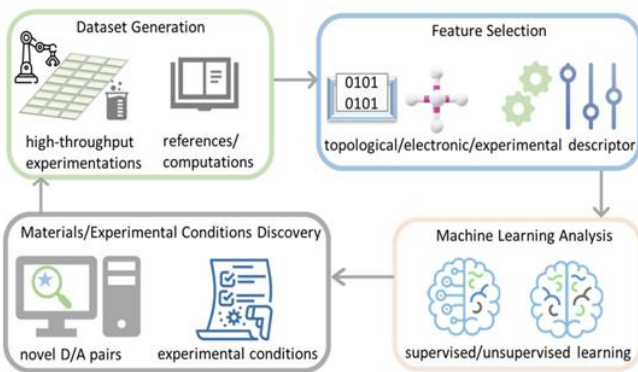 Dataset Generation
high-throughput
experimentations
references/
computations
Feature Selection
0101
0101
topological/electronic/experimental descriptor
Materials/Experimental Conditions Discovery
novel D/A pairs
experimental conditions
Machine Learning Analysis
supervised/unsupervised learning